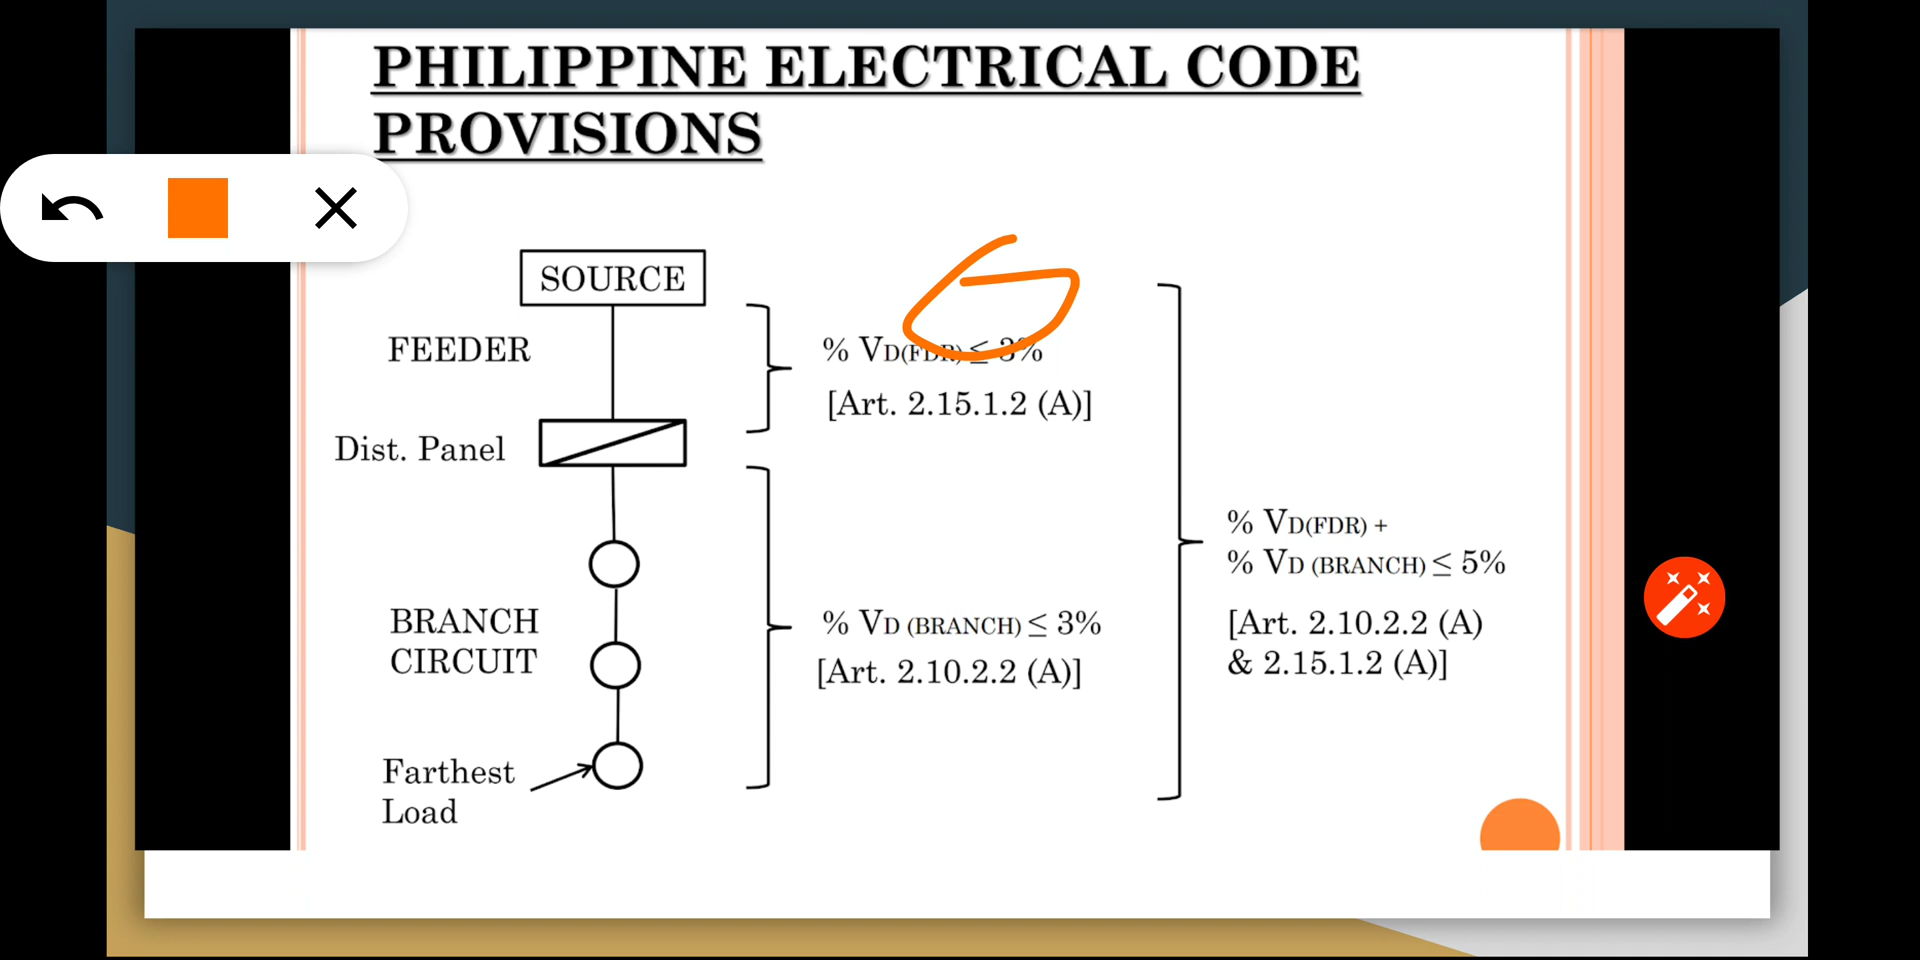 PHILIPPINE ELECTRICAL CODE
PROVISIONS
SOURCE
FEEDER
% VD(FDR) ≤ 3%
[Art. 2.15.1.2 (A)]
Dist. Panel
% VD(FDR) +
% VD (BRANCH) ≤ 5%
[Art. 2.10.2.2 (A)
& 2.15.1.2 (A)]
BRANCH
CIRCUIT
% VD (BRANCH) ≤ 3%
[Art. 2.10.2.2 (A)]
Farthest
Load